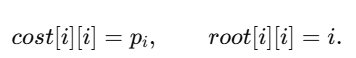 cost[i][i] = pᵢ,    root[i][i] = i.